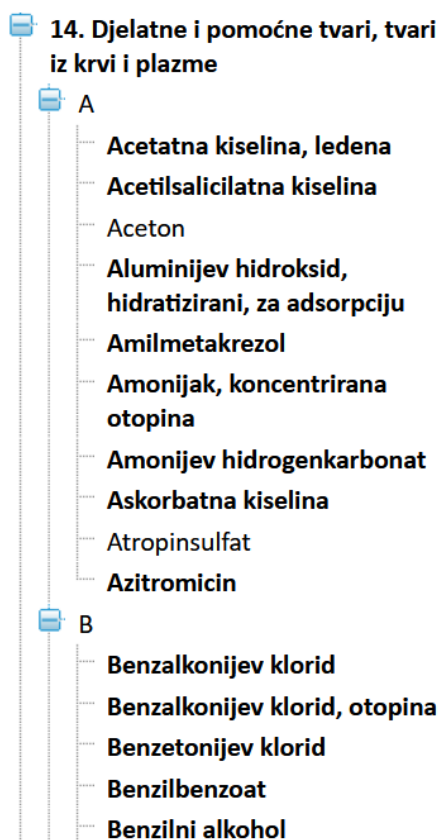 14. Djelatne i pomoćne tvari, tvari
iz krvi i plazme
A
Acetatna kiselina, ledena
Acetilsalicilatna kiselina
Aceton
Aluminijev hidroksid,
hidratizirani, za adsorpciju
Amilmetakrezol
Amonijak, koncentrirana
otopina
Amonijev hidrogenkarbonat
Askorbatna kiselina
Atropinsulfat
Azitromicin
B
Benzalkonijev klorid
Benzalkonijev klorid, otopina
Benzetonijev klorid
Benzilbenzoat
Benzilni alkohol